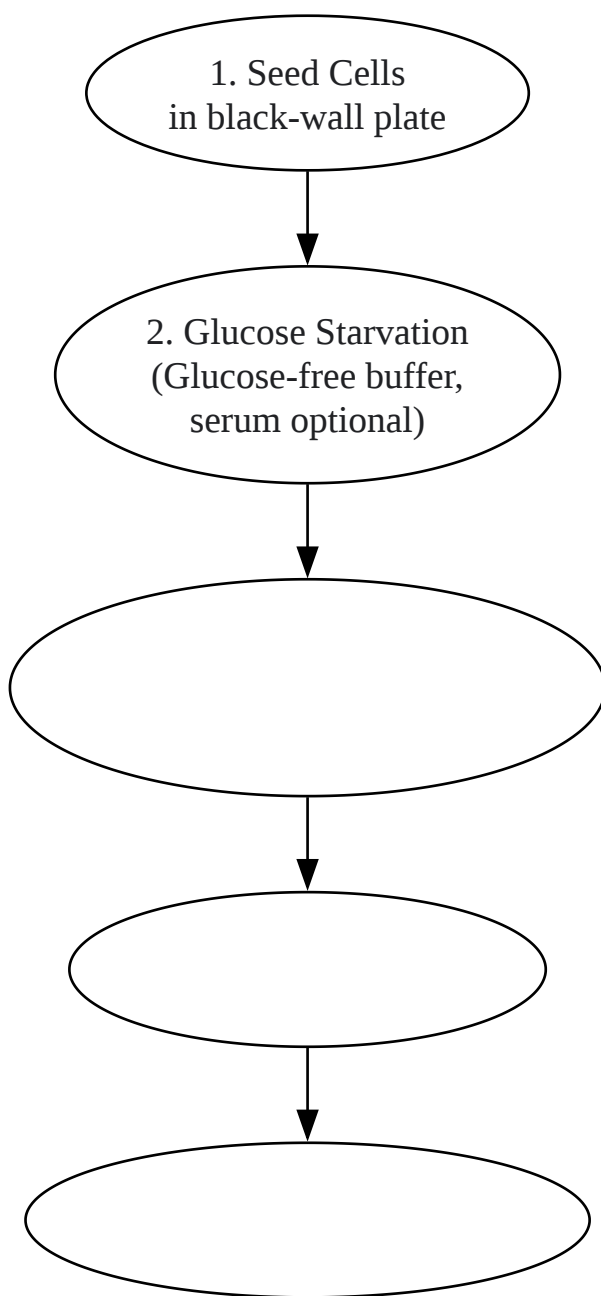 1. Seed Cells
in black-wall plate
2. Glucose Starvation
(Glucose-free buffer,
serum optional)